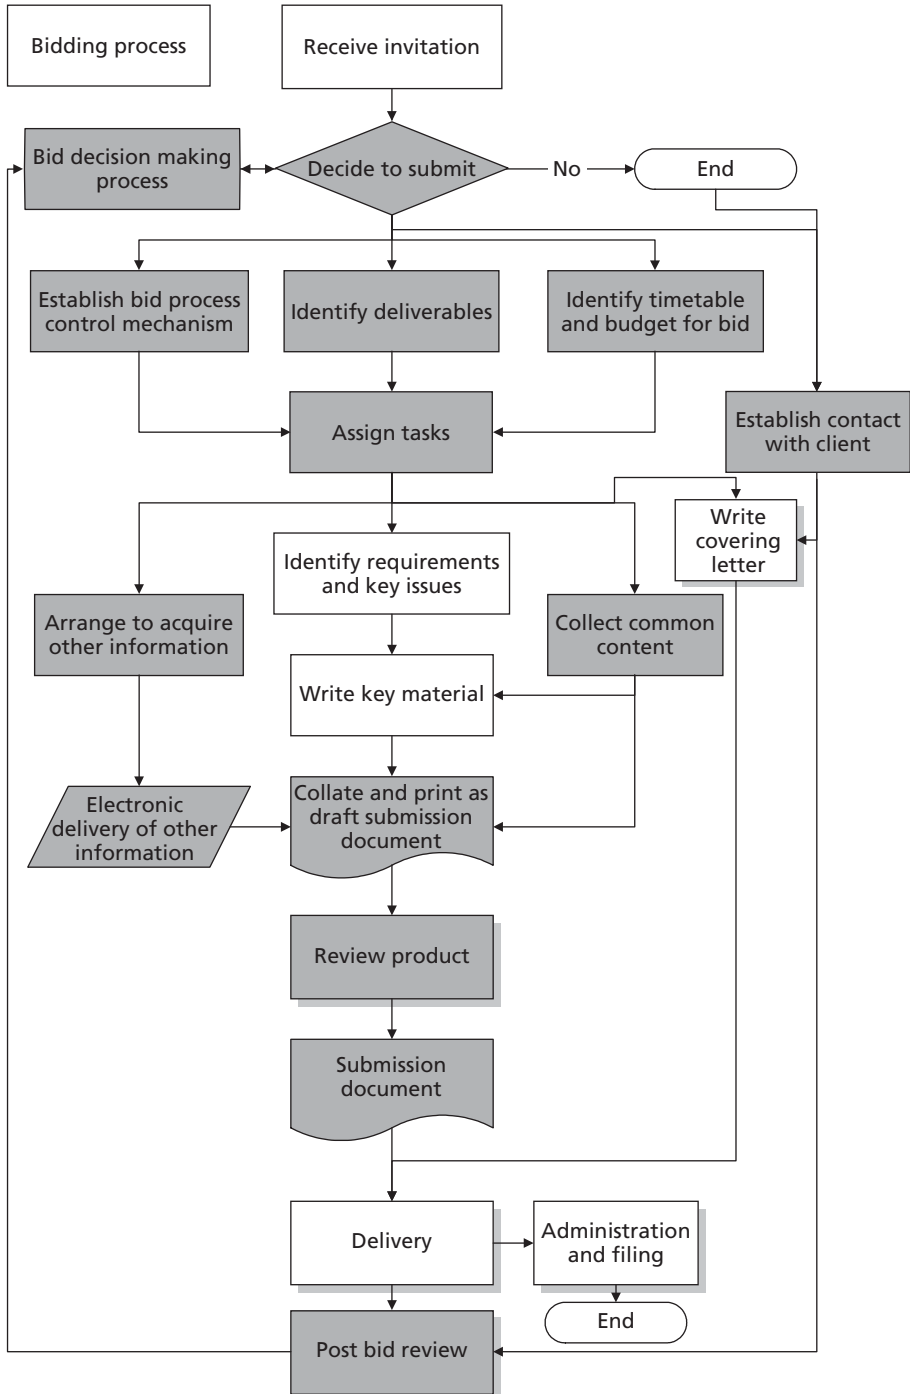 Bidding process
Receive invitation
Bid decision making
process
Decide to submit
No
End
Establish bid process
control mechanism
Identify deliverables
Identify timetable
and budget for bid
Assign tasks
Establish contact
with client
Write
covering
letter
Identify requirements
and key issues
Arrange to acquire
other information
Collect common
content
Write key material
Electronic
delivery of other
information
Collate and print as
draft submission
document
Review product
Submission
document
Delivery
Administration
and filing
End
Post bid review